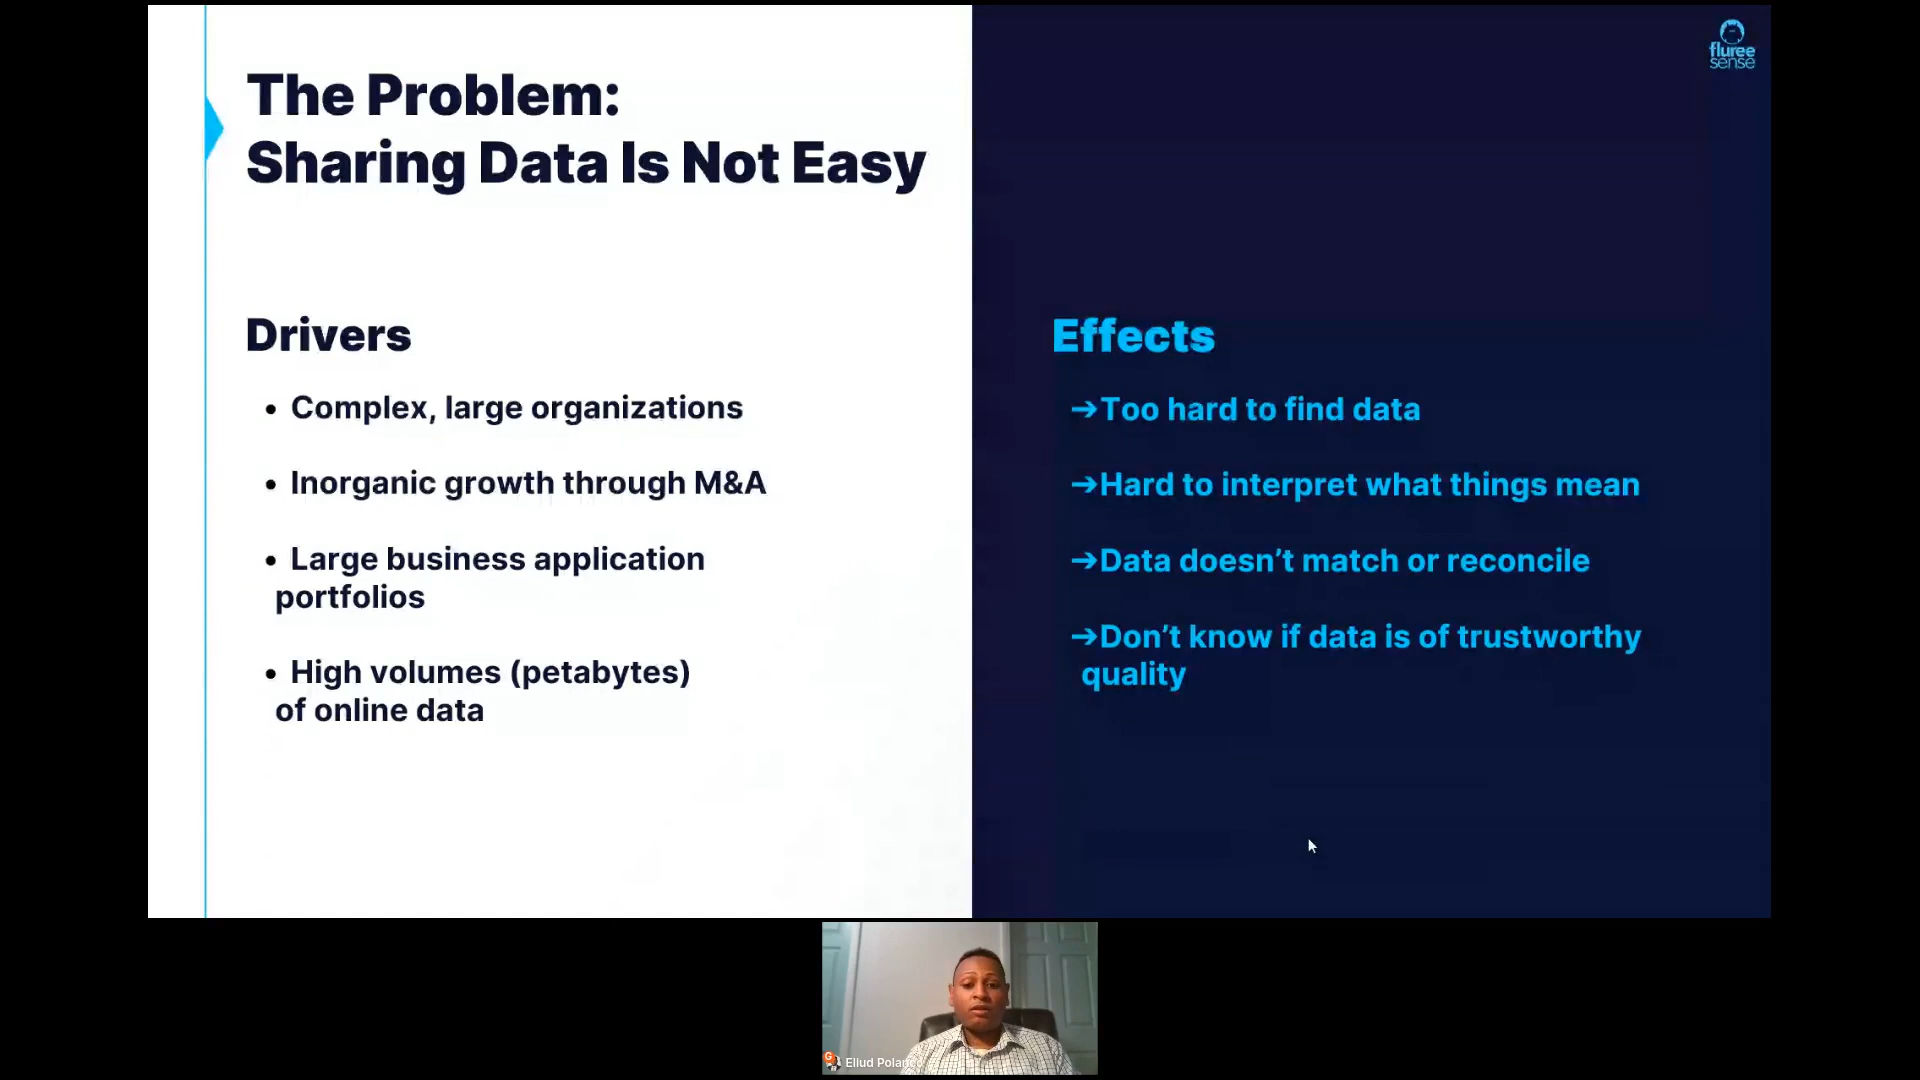 The Problem:
Sharing Data Is Not Easy
Drivers
• Complex, large organizations
• Inorganic growth through M&A
• Large business application
portfolios
• High volumes (petabytes)
of online data
fluree
sense
Effects
→Too hard to find data
→Hard to interpret what things mean
→Data doesn’t match or reconcile
→Don’t know if data is of trustworthy
quality
G
Eliud Polanco